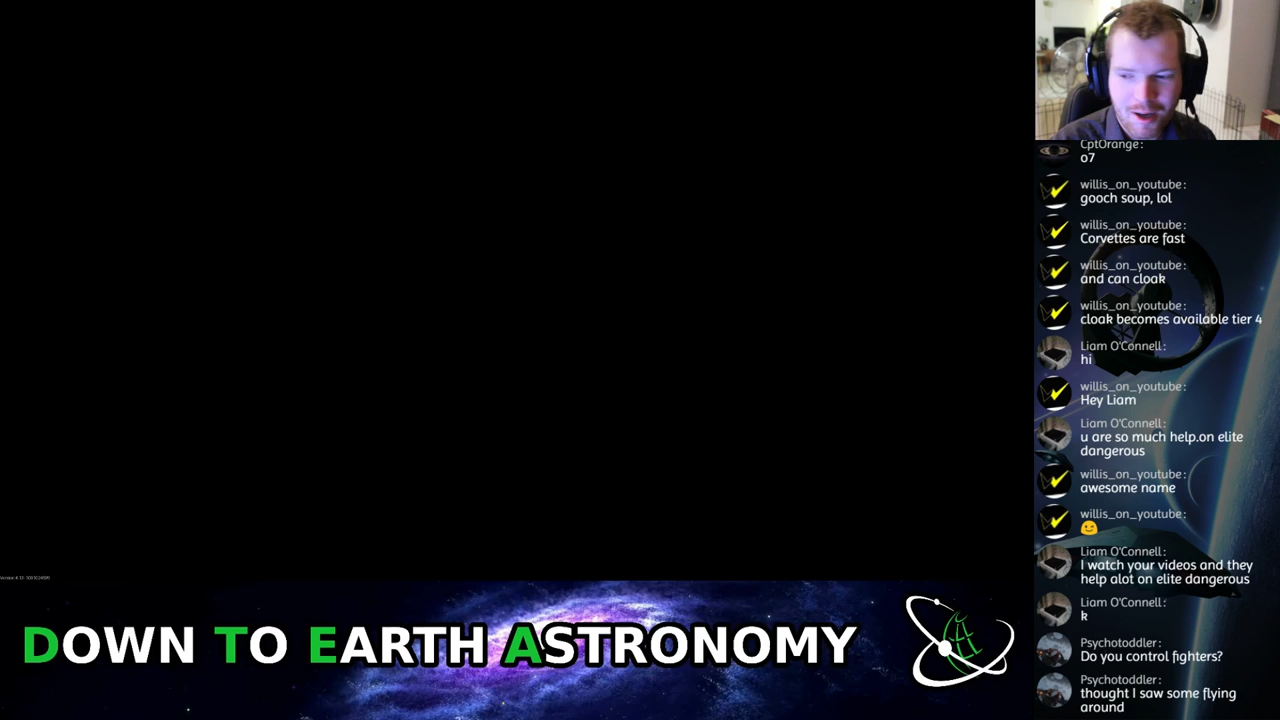 CptOrange:
o7
willis_on_youtube:
gooch soup, lol
willis_on_youtube:
Corvettes are fast
willis_on_youtube:
and can cloak
willis_on_youtube:
cloak becomes available tier 4
Liam O'Connell:
hi
willis_on_youtube:
Hey Liam
Liam O'Connell:
u are so much help.on elite
dangerous
willis_on_youtube:
awesome name
willis_on_youtube:
Liam O'Connell:
I watch your videos and they
help alot on elite dangerous
Liam O'Connell:
k
Psychotoddler:
Do you control fighters?
Psychotoddler:
thought I saw some flying
around
DOWN TO EARTH ASTRONOMY